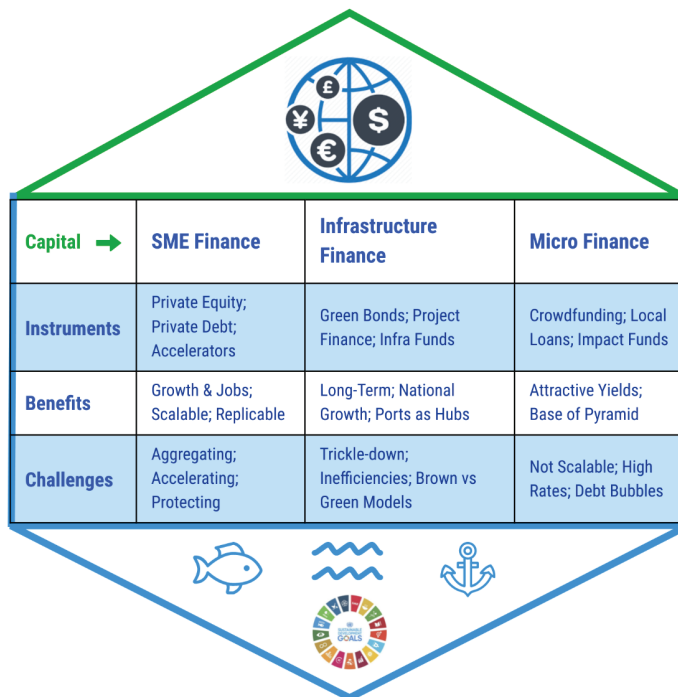 £
¥
$
€
Capital
SME Finance
Infrastructure
Finance
Micro Finance
Instruments
Private Equity;
Private Debt;
Accelerators
Green Bonds; Project
Finance; Infra Funds
Crowdfunding; Local
Loans; Impact Funds
Benefits
Growth & Jobs;
Scalable; Replicable
Long-Term; National
Growth; Ports as Hubs
Attractive Yields;
Base of Pyramid
Challenges
Aggregating;
Accelerating;
Protecting
Trickle-down;
Inefficiencies; Brown vs
Green Models
Not Scalable; High
Rates; Debt Bubbles
SUSTAINABLE
DEVELOPMENT
GOALS